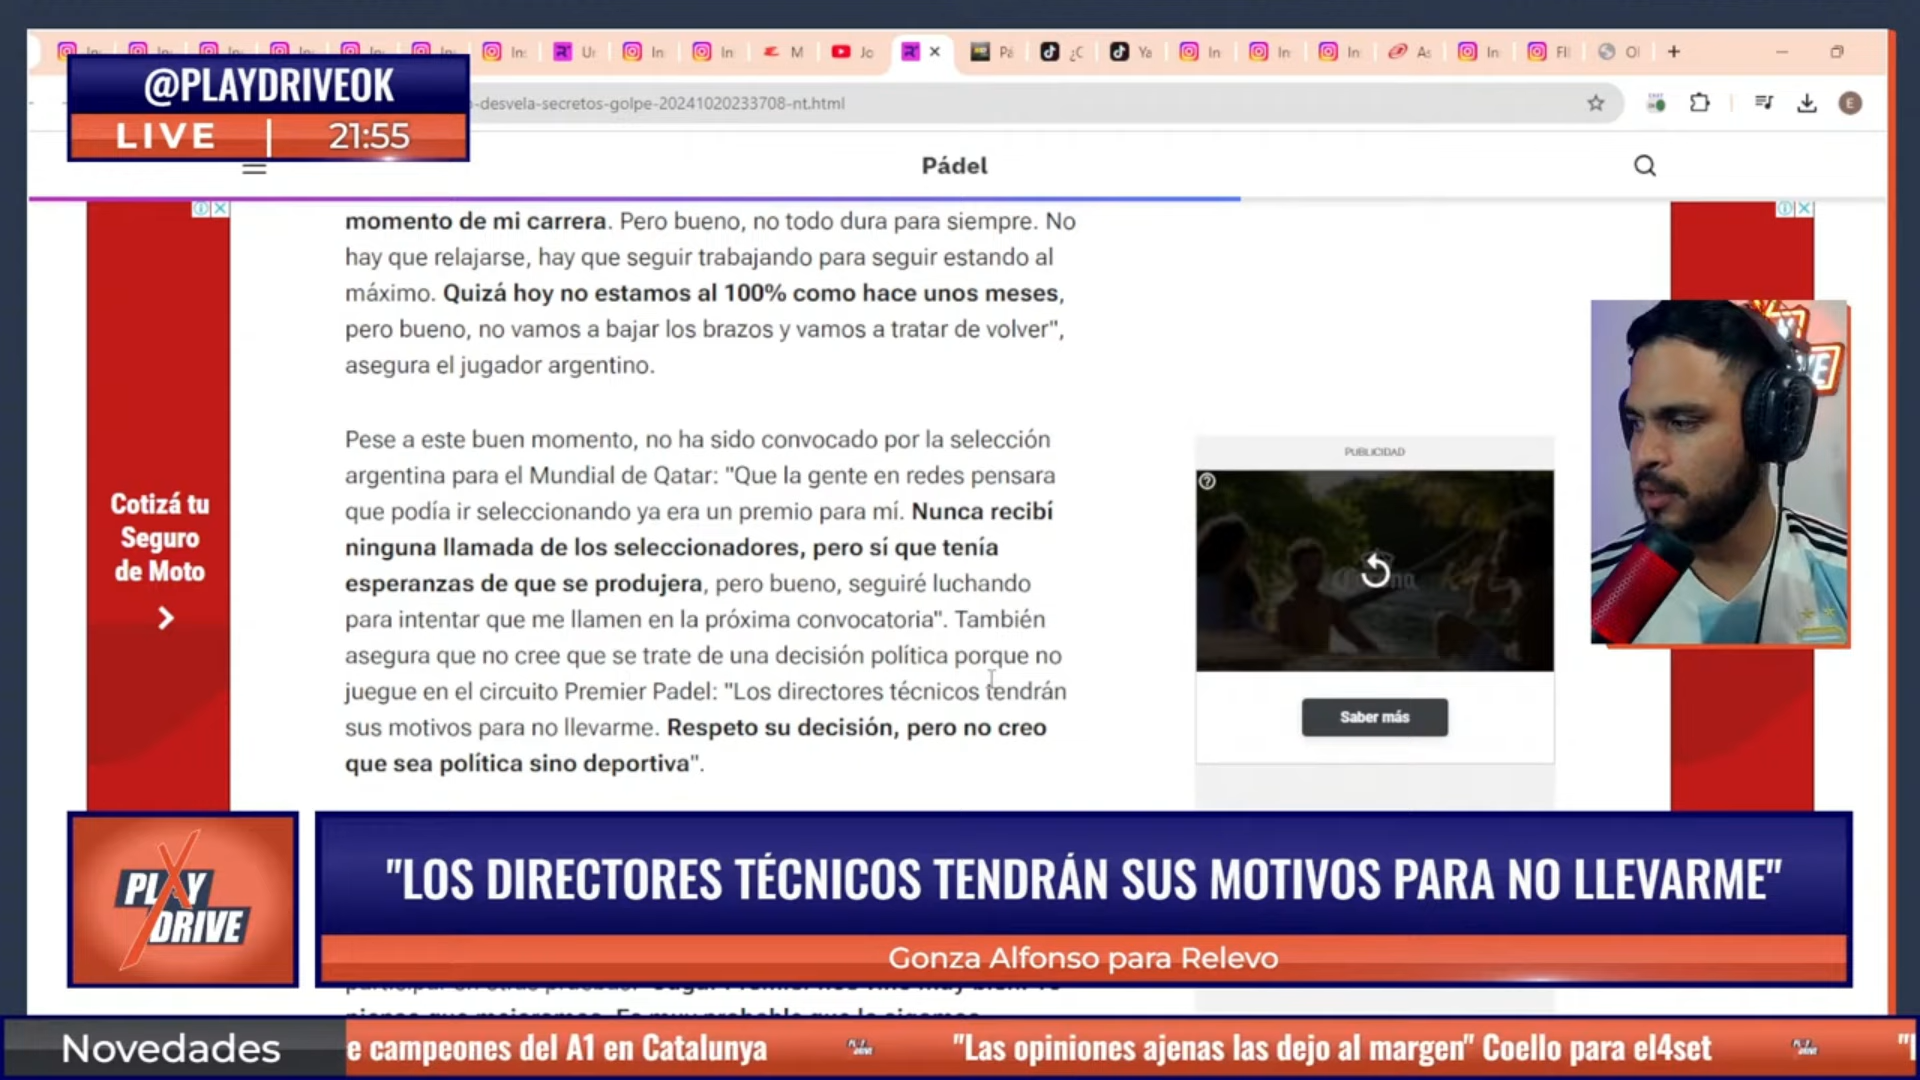 @PLAYDRIVEOK
LIVE | 21:55
-desvela-secretos-golpe-20241020233708-nt.html
E
Pádel
momento de mi carrera. Pero bueno, no todo dura para siempre. No
hay que relajarse, hay que seguir trabajando para seguir estando al
máximo. Quizá hoy no estamos al 100% como hace unos meses,
pero bueno, no vamos a bajar los brazos y vamos a tratar de volver",
asegura el jugador argentino.
Pese a este buen momento, no ha sido convocado por la selección
argentina para el Mundial de Qatar: "Que la gente en redes pensara
que podía ir seleccionando ya era un premio para mí. Nunca recibí
ninguna llamada de los seleccionadores, pero sí que tenía
esperanzas de que se produjera, pero bueno, seguiré luchando
para intentar que me llamen en la próxima convocatoria". También
asegura que no cree que se trate de una decisión política porque no
juegue en el circuito Premier Padel: "Los directores técnicos tendrán
sus motivos para no llevarme. Respeto su decisión, pero no creo
que sea política sino deportiva".
Cotizá tu
Seguro
de Moto
PUBLICIDAD
Saber más
PLAY
DRIVE
"LOS DIRECTORES TÉCNICOS TENDRÁN SUS MOTIVOS PARA NO LLEVARME"
Gonza Alfonso para Relevo
Novedades
e campeones del A1 en Catalunya
"Las opiniones ajenas las dejo al margen" Coello para el4set